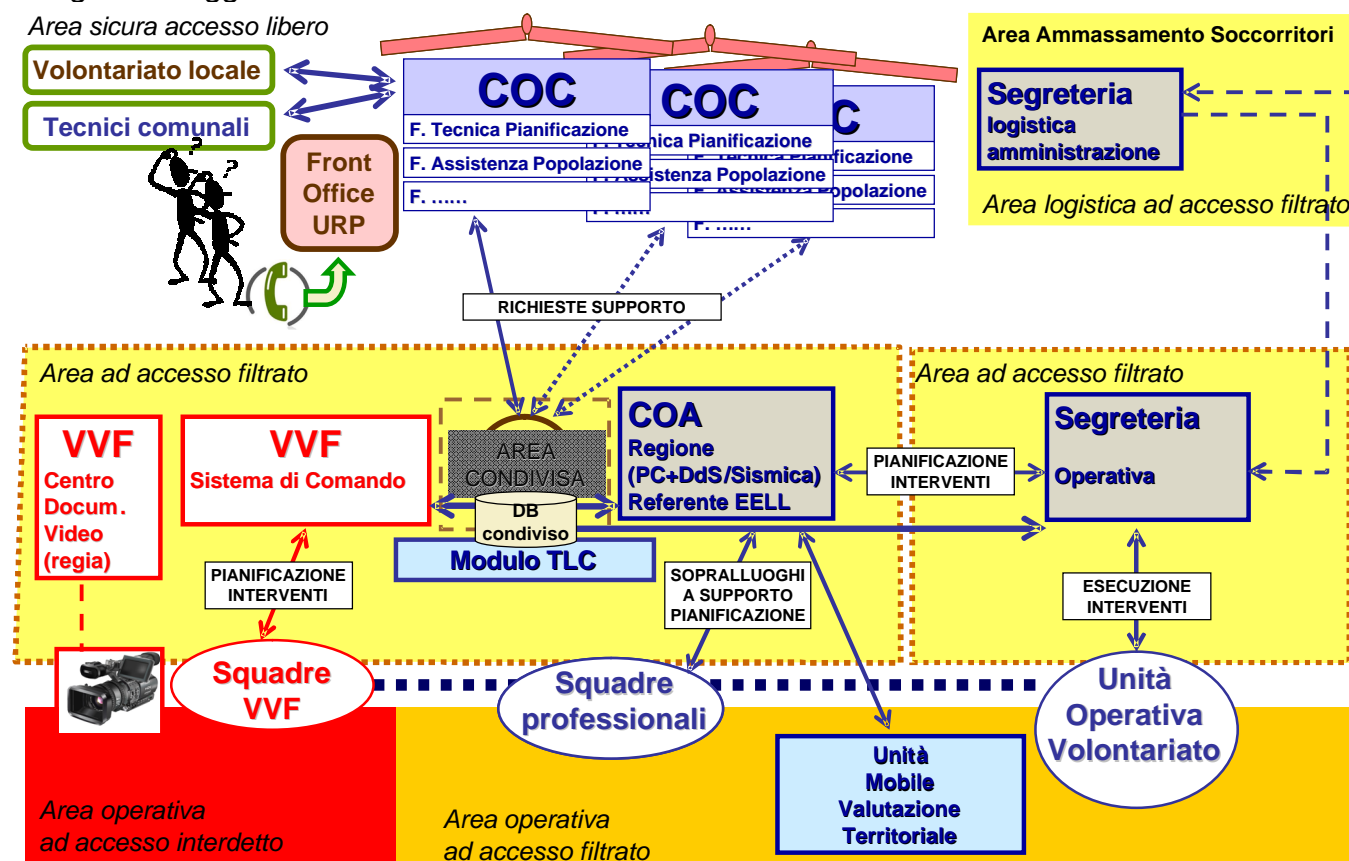 Area sicura accesso libero
Volontariato locale
Tecnici comunali
Front
Office
URP
COC
F. Tecnica Pianificazione
F. Assistenza Popolazione
F. ......
COC
Pianificazione
Assistenza Popolazione
C
Pianificazione
F. Assistenza Popolazione
F. ......
Area Ammassamento Soccorritori
Segreteria
logistica
amministrazione
Area logistica ad accesso filtrato
RICHIESTE SUPPORTO
Area ad accesso filtrato
VVF
Centro
Docum.
Video
(regia)
VVF
Sistema di Comando
AREA
CONDIVISA
DB
condiviso
Modulo TLC
COA
Regione
(PC+DdS/Sismica)
Referente EELL
PIANIFICAZIONE
INTERVENTI
Area ad accesso filtrato
Segreteria
Operativa
PIANIFICAZIONE
INTERVENTI
SOPRALLUOGHI
A SUPPORTO
PIANIFICAZIONE
ESECUZIONE
INTERVENTI
Squadre
VVF
Squadre
professionali
Unità
Operativa
Volontariato
Unità
Mobile
Valutazione
Territoriale
Area operativa
ad accesso interdetto
Area operativa
ad accesso filtrato